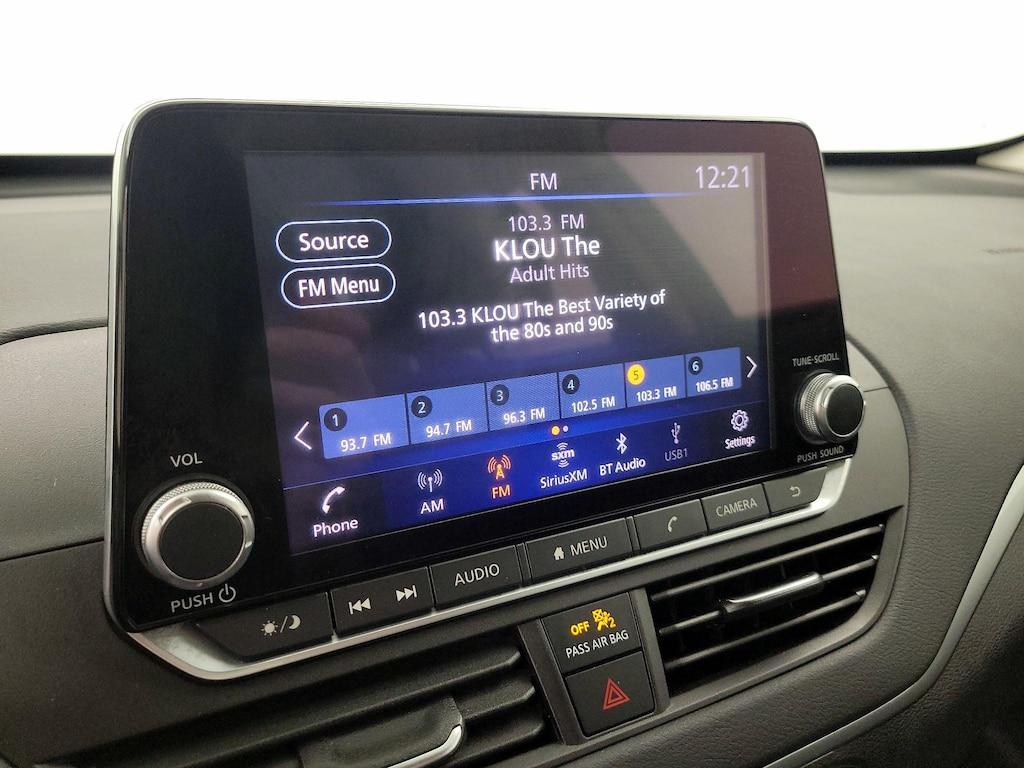 FM
12:21
103.3 FM
Source
KLOU The
Adult Hits
FM Menu
103.3 KLOU The Best Variety of
the 80s and 90s
1 2 3 4 5 6
93.7 FM 94.7 FM 96.3 FM 102.5 FM 103.3 FM 106.5 FM
Phone
AM
FM
sxm
SiriusXM
BT Audio
USB1
Settings
TUNE·SCROLL
PUSH SOUND
VOL
PUSH
AUDIO
MENU
CAMERA
OFF 2
PASS AIR BAG